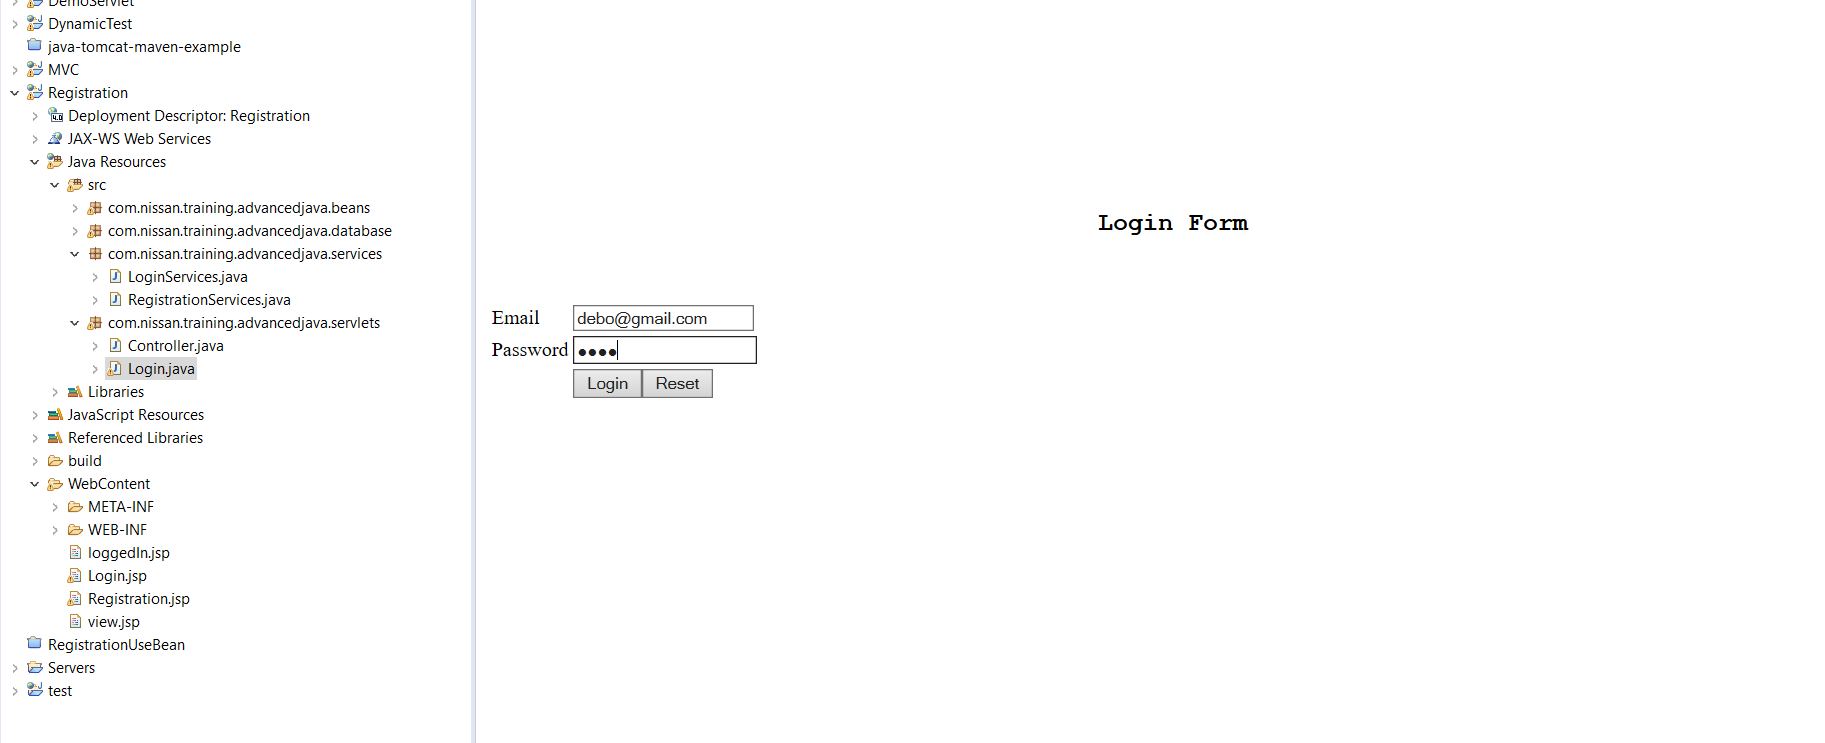 DemoServlet
DynamicTest
java-tomcat-maven-example
MVC
Registration
Deployment Descriptor: Registration
JAX-WS Web Services
Java Resources
src
com.nissan.training.advancedjava.beans
com.nissan.training.advancedjava.database
com.nissan.training.advancedjava.services
LoginServices.java
RegistrationServices.java
com.nissan.training.advancedjava.servlets
Controller.java
Login.java
Libraries
JavaScript Resources
Referenced Libraries
build
WebContent
META-INF
WEB-INF
loggedIn.jsp
Login.jsp
Registration.jsp
view.jsp
RegistrationUseBean
Servers
test
Login Form
Email debo@gmail.com
Password ••••
Login Reset